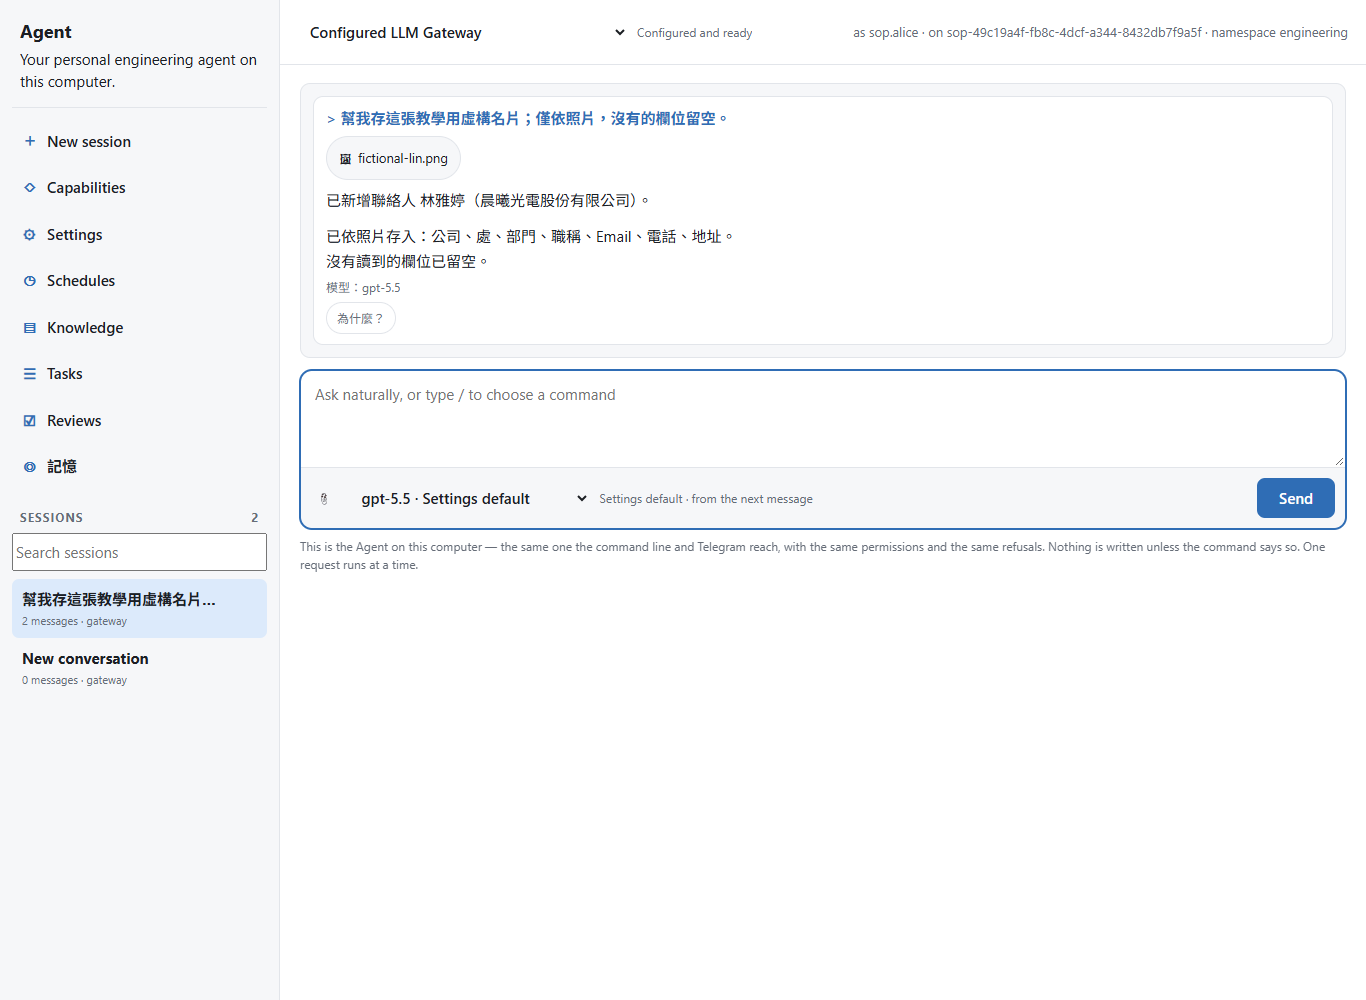 Agent
Your personal engineering agent on
this computer.
New session
Capabilities
Settings
Schedules
Knowledge
Tasks
Reviews
記憶
SESSIONS 2
Search sessions
幫我存這張教學用虛構名片...
2 messages · gateway
New conversation
0 messages · gateway
Configured LLM Gateway
Configured and ready
as sop.alice · on sop-49c19a4f-fb8c-4dcf-a344-8432db7f9a5f · namespace engineering
> 幫我存這張教學用虛構名片；僅依照片，沒有的欄位留空。
fictional-lin.png
已新增聯絡人 林雅婷（晨曦光電股份有限公司）。
已依照片存入：公司、處、部門、職稱、Email、電話、地址。
沒有讀到的欄位已留空。
模型：gpt-5.5
為什麼？
Ask naturally, or type / to choose a command
gpt-5.5 · Settings default
Settings default · from the next message
Send
This is the Agent on this computer — the same one the command line and Telegram reach, with the same permissions and the same refusals. Nothing is written unless the command says so. One
request runs at a time.